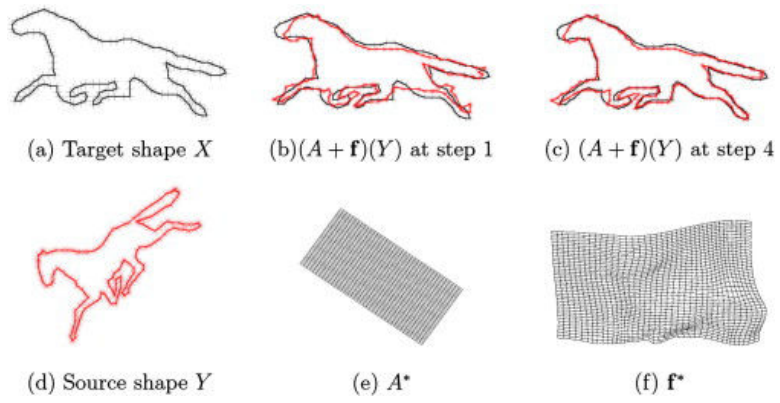 (a) Target shape X
(b)(A + f)(Y) at step 1
(c) (A + f)(Y) at step 4
(d) Source shape Y
(e) A*
(f) f*